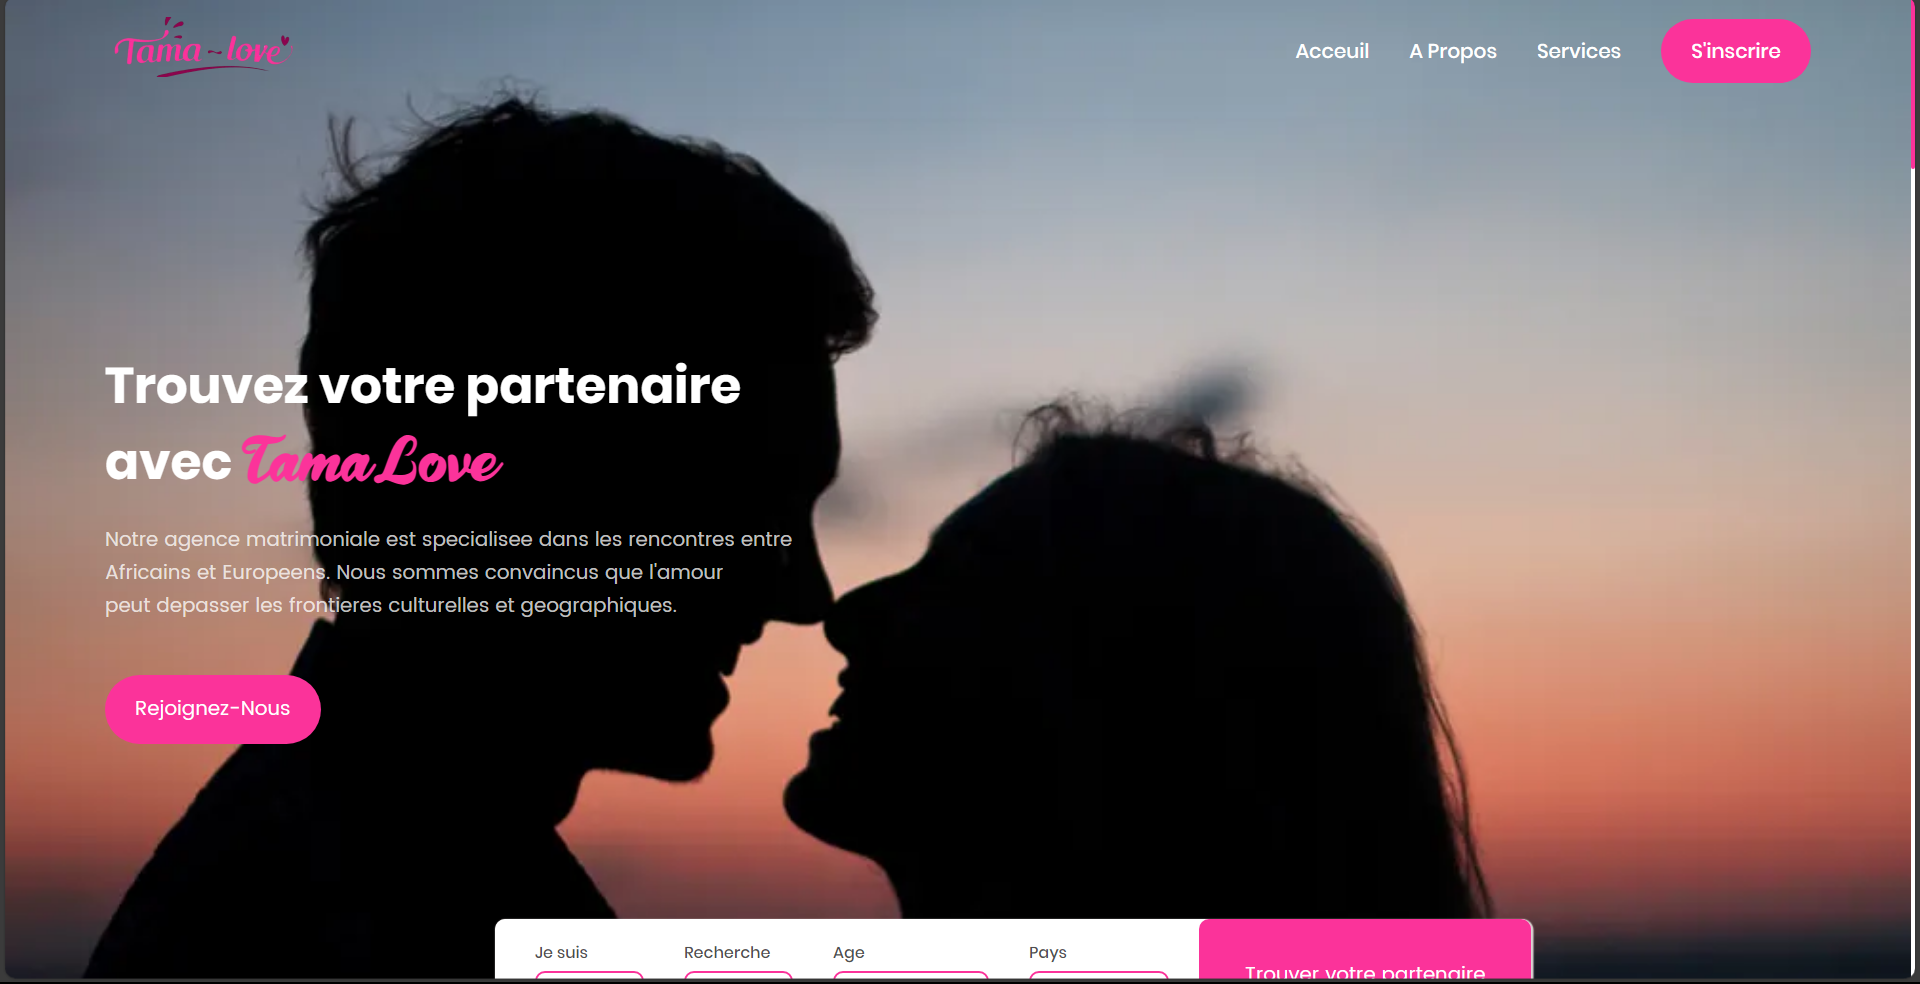 Tama ~ love
Acceuil
A Propos
Services
S'inscrire
Trouvez votre partenaire
avec Tama Love
Notre agence matrimoniale est specialisee dans les rencontres entre
Africains et Europeens. Nous sommes convaincus que l'amour
peut depasser les frontieres culturelles et geographiques.
Rejoignez-Nous
Je suis
Recherche
Age
Pays
Trouver votre partenaire